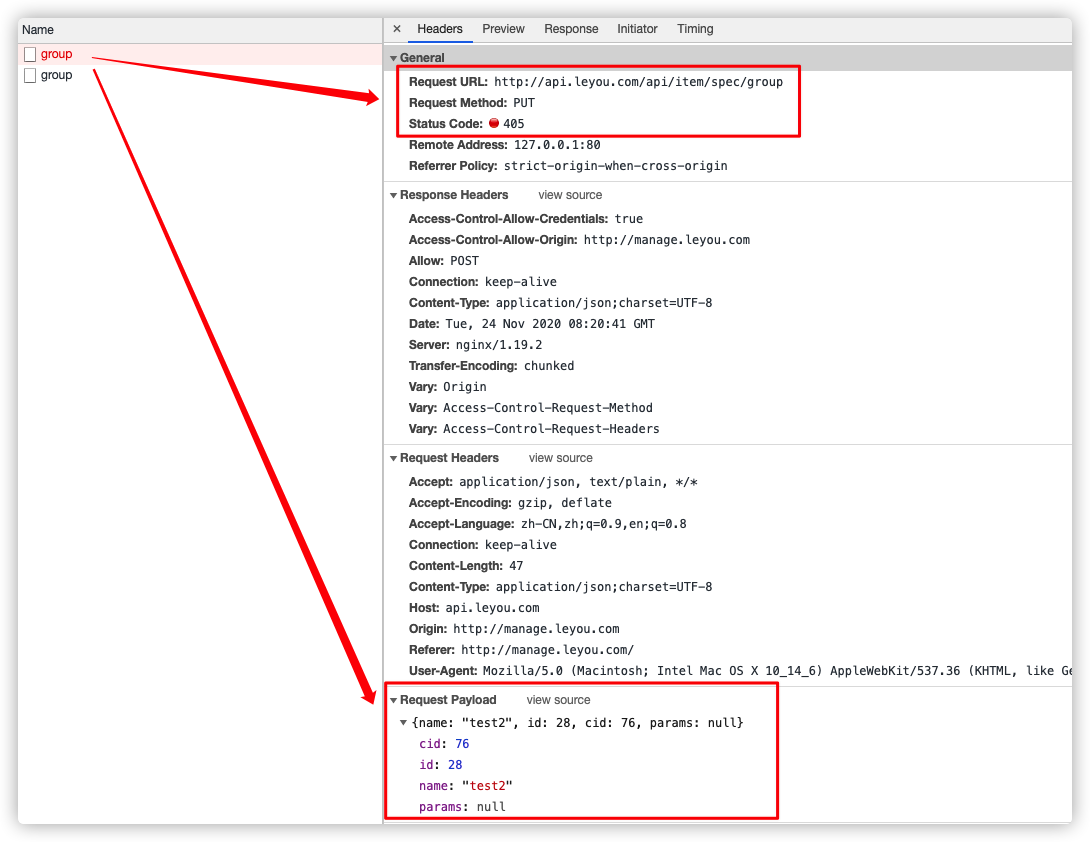 Name
group
group
× Headers Preview Response Initiator Timing
General
Request URL: http://api.leyou.com/api/item/spec/group
Request Method: PUT
Status Code: 405
Remote Address: 127.0.0.1:80
Referrer Policy: strict-origin-when-cross-origin
Response Headers view source
Access-Control-Allow-Credentials: true
Access-Control-Allow-Origin: http://manage.leyou.com
Allow: POST
Connection: keep-alive
Content-Type: application/json;charset=UTF-8
Date: Tue, 24 Nov 2020 08:20:41 GMT
Server: nginx/1.19.2
Transfer-Encoding: chunked
Vary: Origin
Vary: Access-Control-Request-Method
Vary: Access-Control-Request-Headers
Request Headers view source
Accept: application/json, text/plain, */*
Accept-Encoding: gzip, deflate
Accept-Language: zh-CN,zh;q=0.9,en;q=0.8
Connection: keep-alive
Content-Length: 47
Content-Type: application/json;charset=UTF-8
Host: api.leyou.com
Origin: http://manage.leyou.com
Referer: http://manage.leyou.com/
User-Agent: Mozilla/5.0 (Macintosh; Intel Mac OS X 10_14_6) AppleWebKit/537.36 (KHTML, like Ge
Request Payload view source
{name: "test2", id: 28, cid: 76, params: null}
cid: 76
id: 28
name: "test2"
params: null